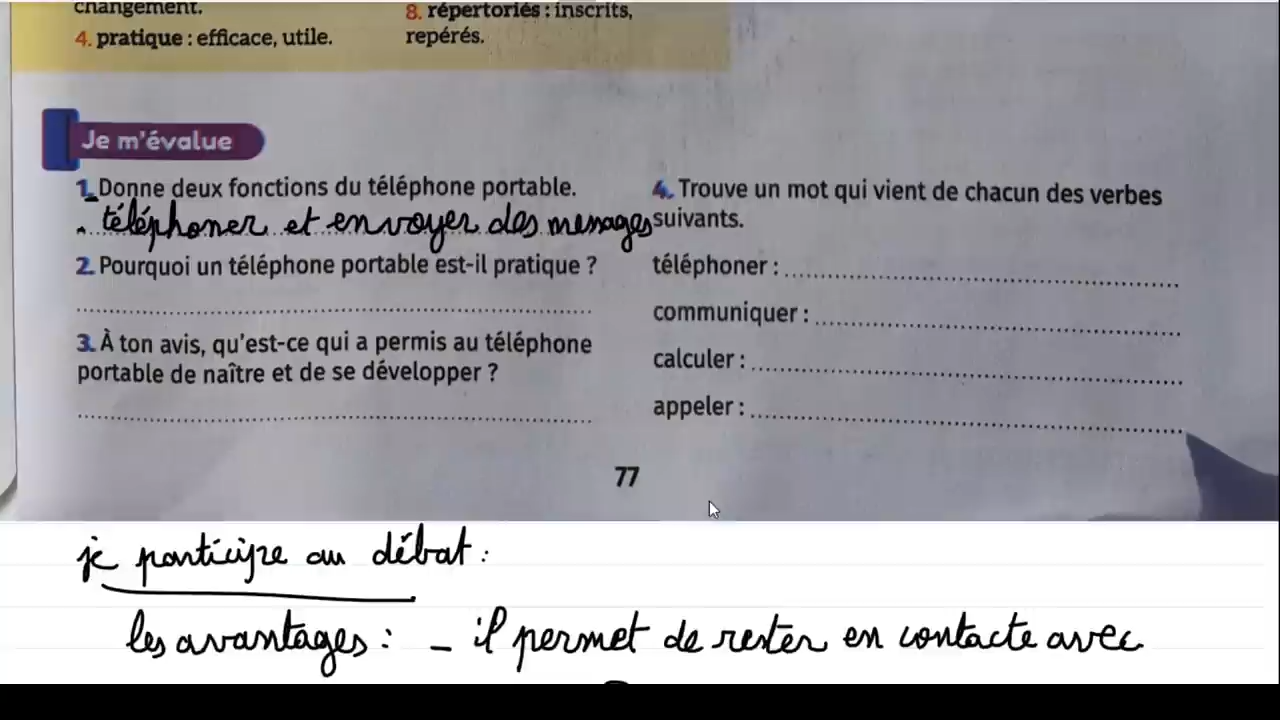 changement.
4. pratique : efficace, utile.
8. répertoriés : inscrits,
repérés.
Je m'évalue
1. Donne deux fonctions du téléphone portable.
téléphoner et envoyer des mesages
2. Pourquoi un téléphone portable est-il pratique ?
3. À ton avis, qu'est-ce qui a permis au téléphone
portable de naître et de se développer ?
4. Trouve un mot qui vient de chacun des verbes
suivants.
téléphoner :
communiquer :
calculer :
appeler :
77
je participe au débat :
les avantages : - il permet de rester en contacte avec